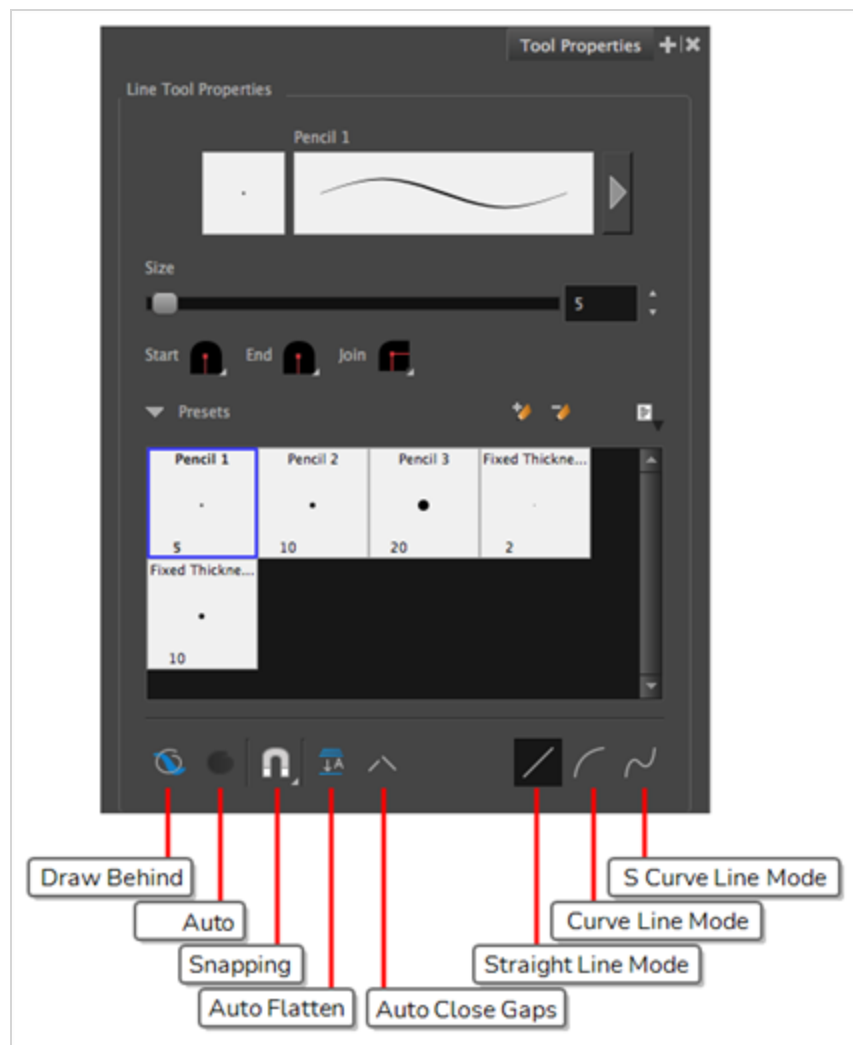 Tool Properties
Line Tool Properties
Pencil 1
Size
5
Start End Join
Presets
Pencil 1 Pencil 2 Pencil 3 Fixed Thickne...
5 10 20 2
Fixed Thickne...
10
A
Draw Behind
S Curve Line Mode
Auto
Curve Line Mode
Snapping
Straight Line Mode
Auto Flatten
Auto Close Gaps